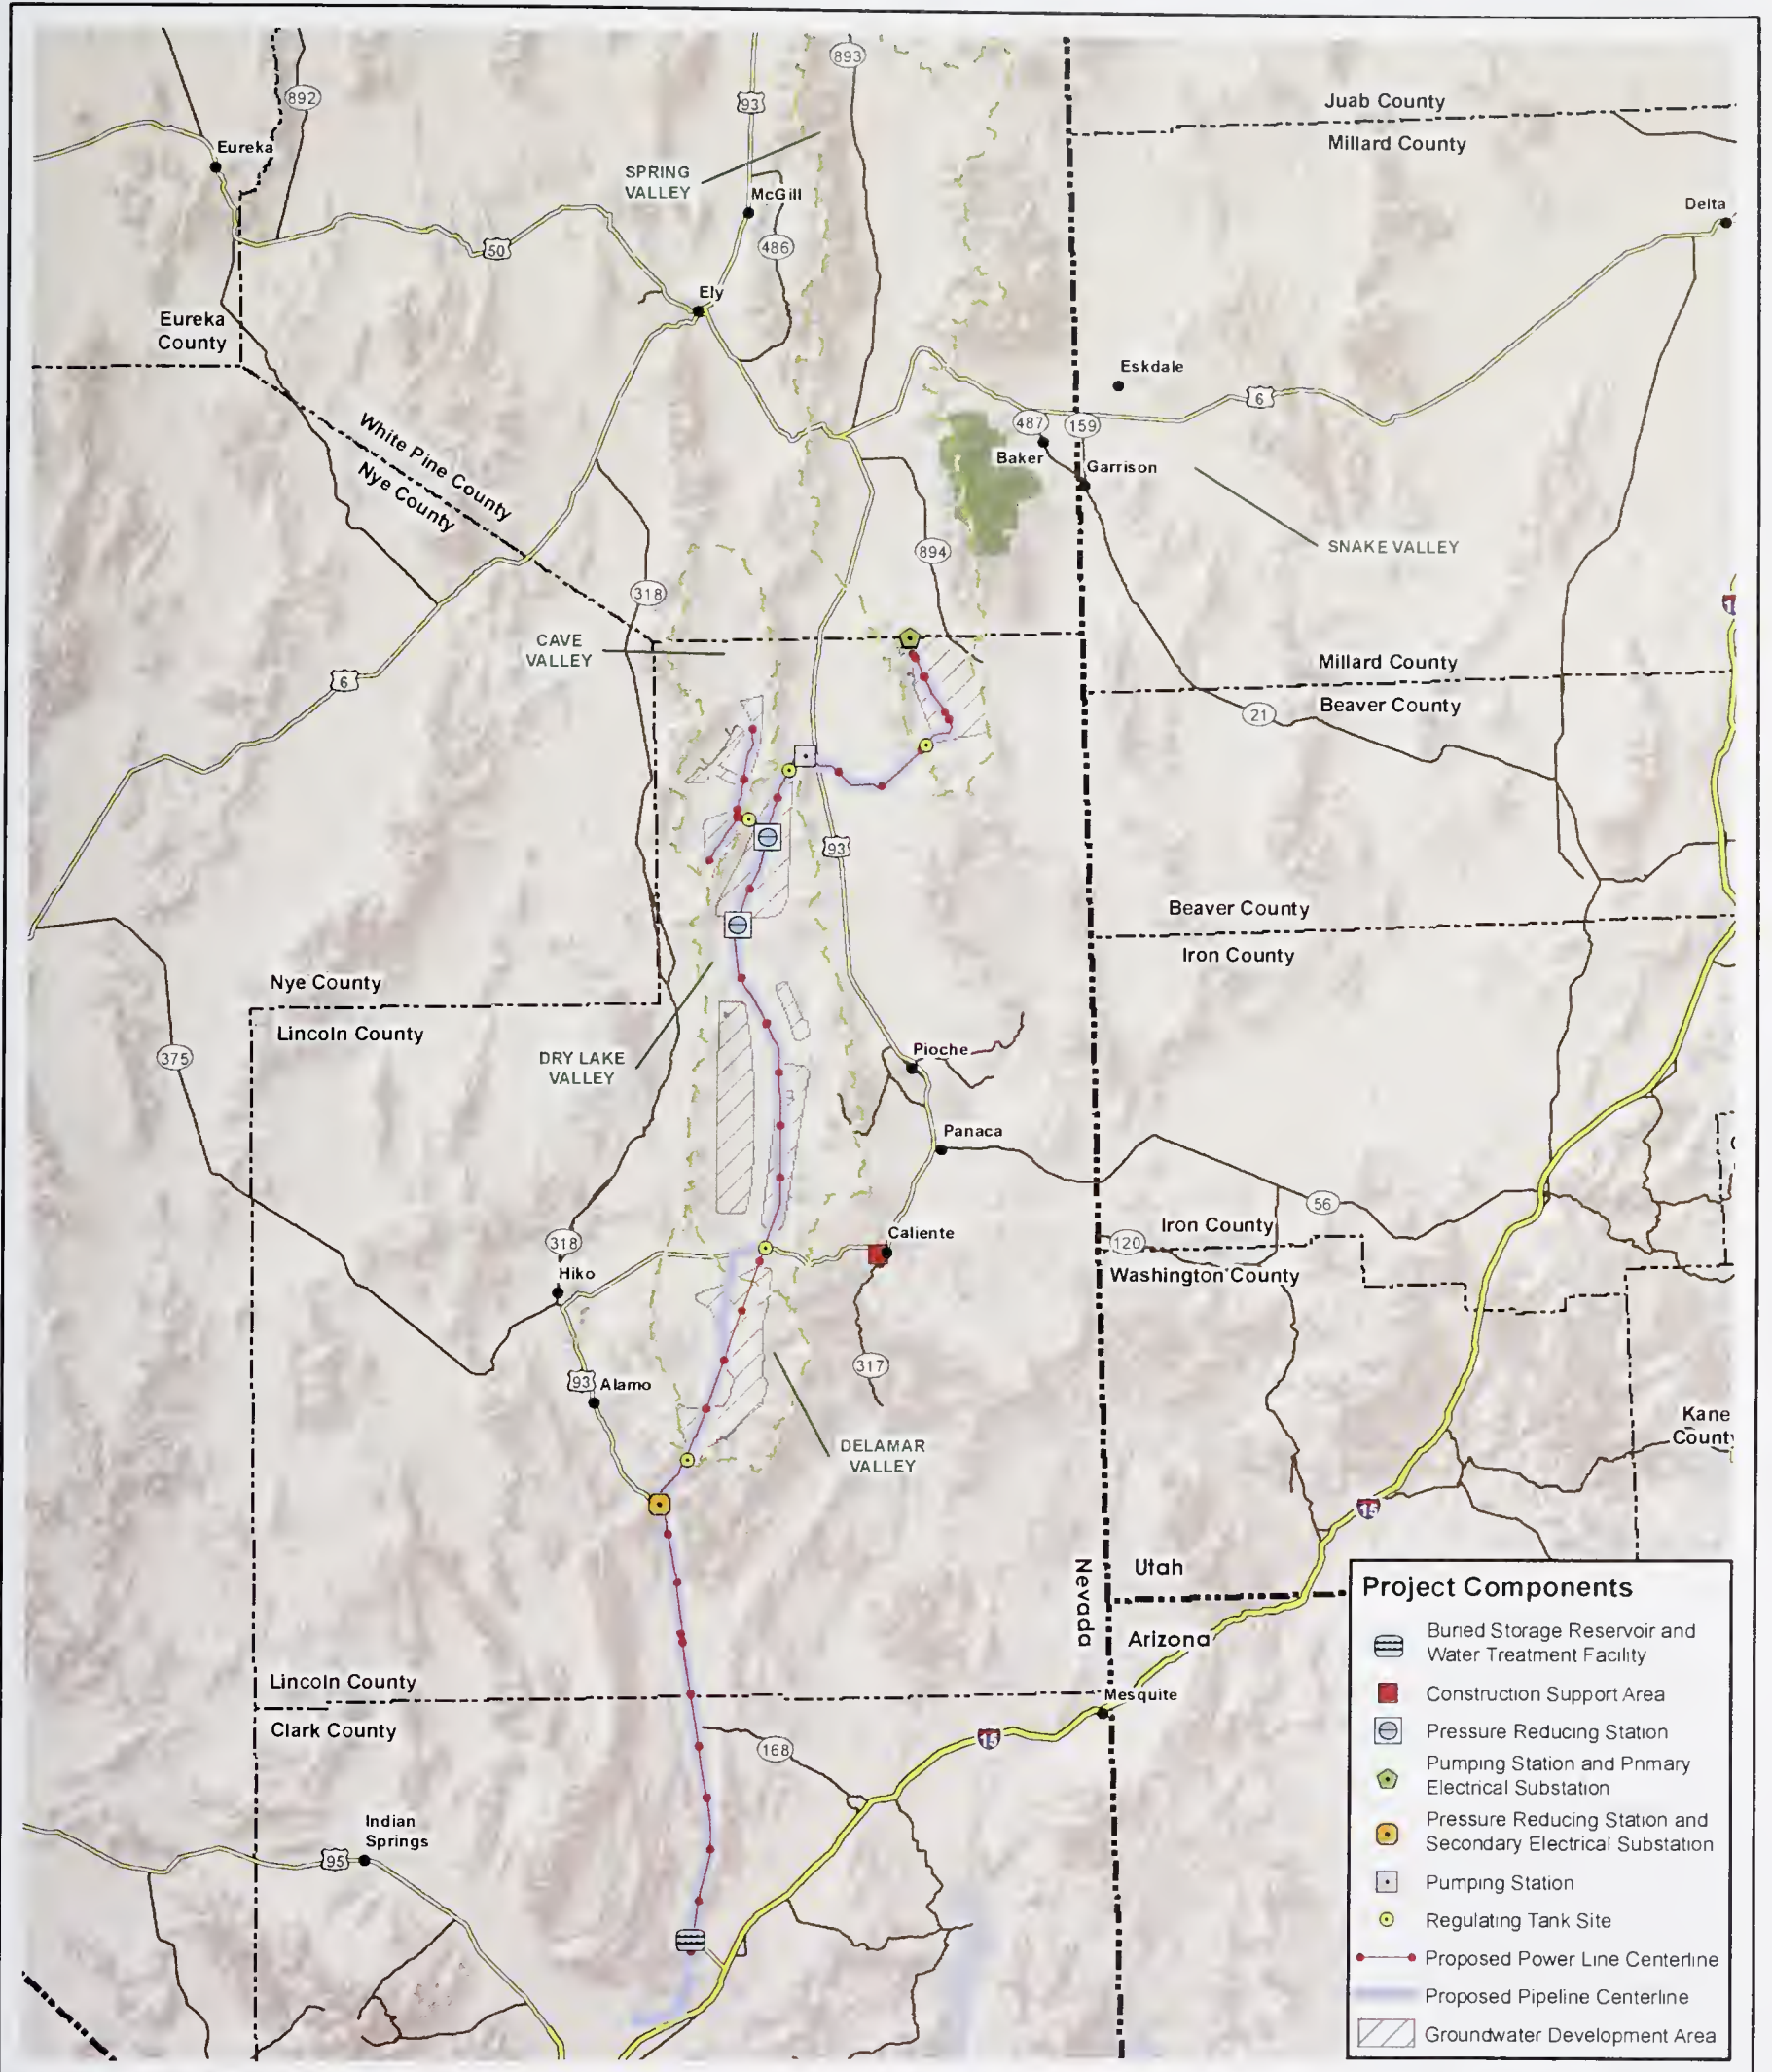 893
892
93
Juab County
Millard County
Eureka
SPRING
VALLEY
McGill
Delta
486
50
Ely
Eureka
County
Eskdale
6
White Pine County
Nye County
487
159
Baker
Garrison
894
SNAKE VALLEY
318
CAVE
VALLEY
6
Millard County
Beaver County
21
93
Beaver County
Iron County
Nye County
Lincoln County
375
DRY LAKE
VALLEY
Pioche
Panaca
56
318
Caliente
120
Iron County
Washington County
Hiko
317
93
Alamo
Kane
County
DELAMAR
VALLEY
15
Nevada
Utah
Arizona
Lincoln County
Clark County
Mesquite
15
168
Indian
Springs
95
Project Components
Buried Storage Reservoir and
Water Treatment Facility
Construction Support Area
Pressure Reducing Station
Pumping Station and Primary
Electrical Substation
Pressure Reducing Station and
Secondary Electrical Substation
Pumping Station
Regulating Tank Site
Proposed Power Line Centerline
Proposed Pipeline Centerline
Groundwater Development Area